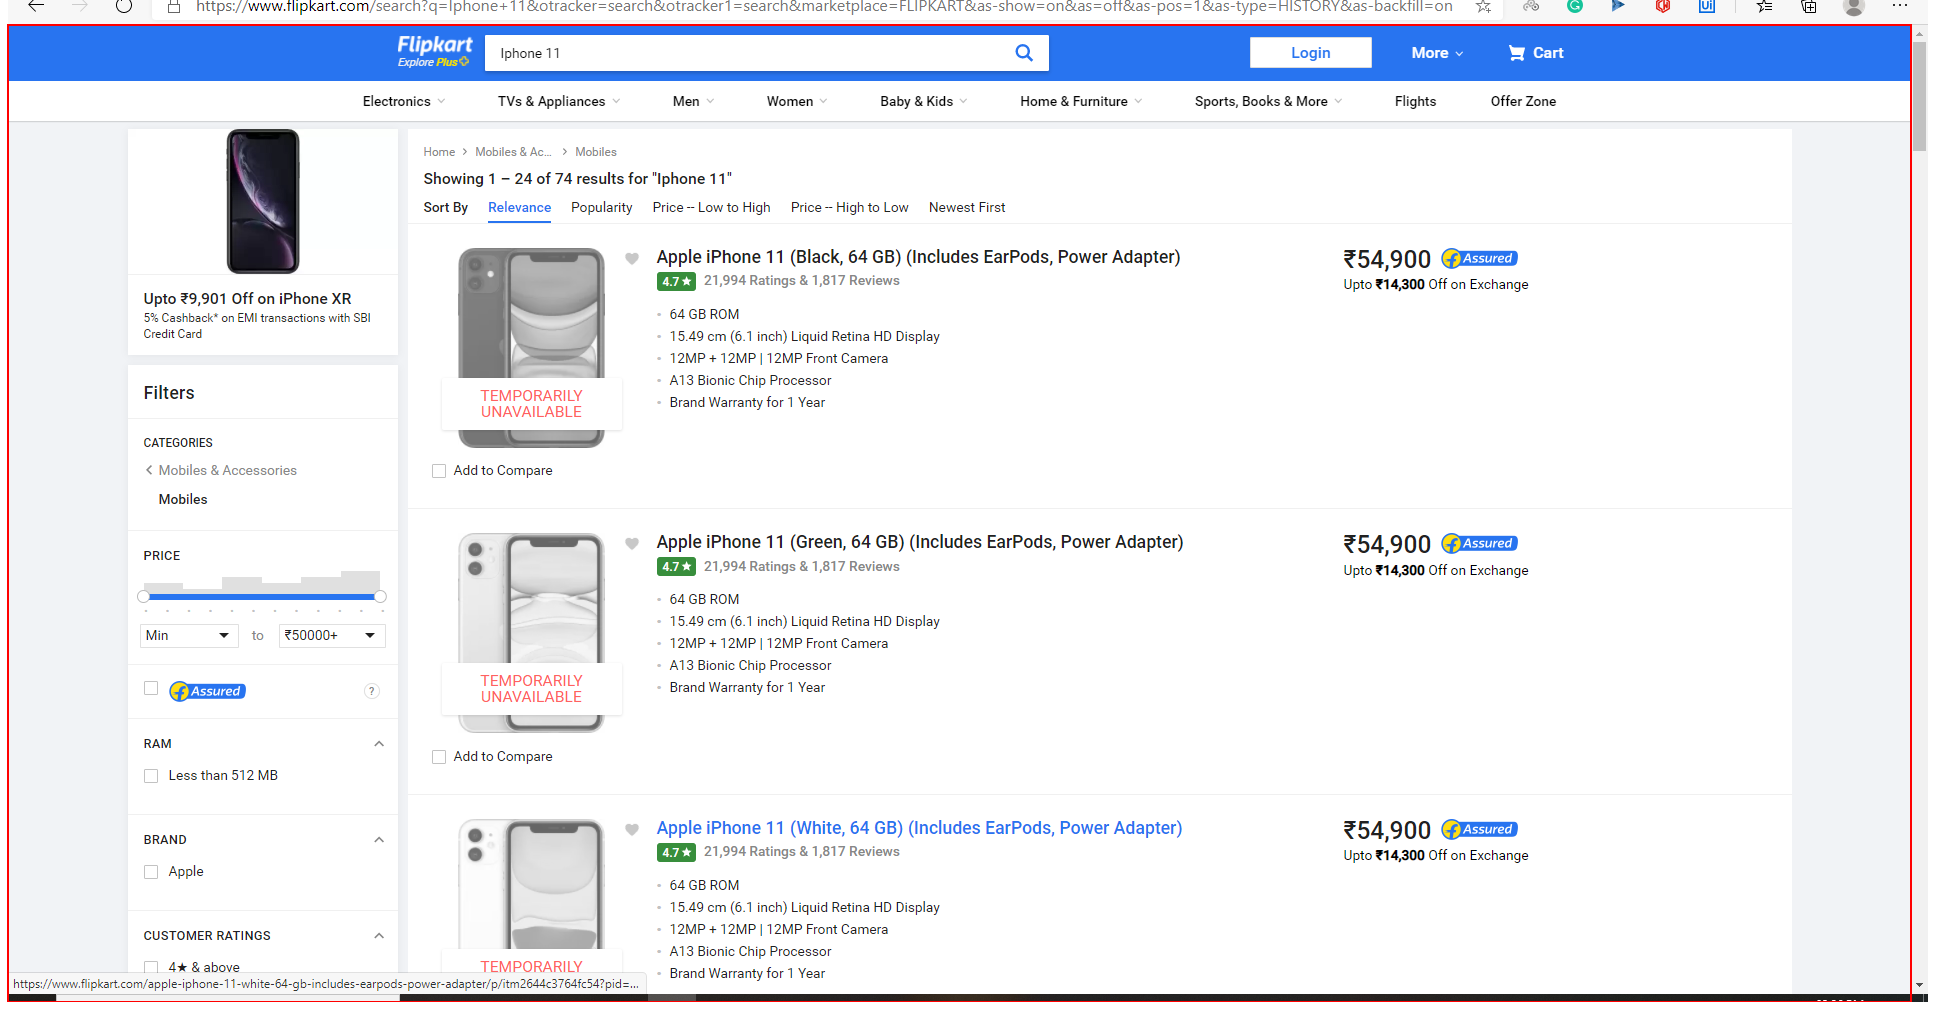 https://www.flipkart.com/search?q=Iphone+11&otracker=search&otracker1=search&marketplace=FLIPKART&as-show=on&as=off&as-pos=1&as-type=HISTORY&as-backfill=on
Flipkart
Explore Plus
Iphone 11
Login
More
Cart
Electronics
TVs & Appliances
Men
Women
Baby & Kids
Home & Furniture
Sports, Books & More
Flights
Offer Zone
Upto ₹9,901 Off on iPhone XR
5% Cashback* on EMI transactions with SBI
Credit Card
Filters
CATEGORIES
Mobiles & Accessories
Mobiles
PRICE
Min
to
₹50000+
Assured
?
RAM
Less than 512 MB
BRAND
Apple
CUSTOMER RATINGS
4★ & above
Home > Mobiles & Ac... > Mobiles
Showing 1 – 24 of 74 results for "Iphone 11"
Sort By Relevance Popularity Price -- Low to High Price -- High to Low Newest First
TEMPORARILY
UNAVAILABLE
Add to Compare
Apple iPhone 11 (Black, 64 GB) (Includes EarPods, Power Adapter)
4.7★ 21,994 Ratings & 1,817 Reviews
64 GB ROM
15.49 cm (6.1 inch) Liquid Retina HD Display
12MP + 12MP | 12MP Front Camera
A13 Bionic Chip Processor
Brand Warranty for 1 Year
₹54,900 Assured
Upto ₹14,300 Off on Exchange
TEMPORARILY
UNAVAILABLE
Add to Compare
Apple iPhone 11 (Green, 64 GB) (Includes EarPods, Power Adapter)
4.7★ 21,994 Ratings & 1,817 Reviews
64 GB ROM
15.49 cm (6.1 inch) Liquid Retina HD Display
12MP + 12MP | 12MP Front Camera
A13 Bionic Chip Processor
Brand Warranty for 1 Year
₹54,900 Assured
Upto ₹14,300 Off on Exchange
TEMPORARILY
Apple iPhone 11 (White, 64 GB) (Includes EarPods, Power Adapter)
4.7★ 21,994 Ratings & 1,817 Reviews
64 GB ROM
15.49 cm (6.1 inch) Liquid Retina HD Display
12MP + 12MP | 12MP Front Camera
A13 Bionic Chip Processor
Brand Warranty for 1 Year
₹54,900 Assured
Upto ₹14,300 Off on Exchange
https://www.flipkart.com/apple-iphone-11-white-64-gb-includes-earpods-power-adapter/p/itm2644c3764fc54?pid=...